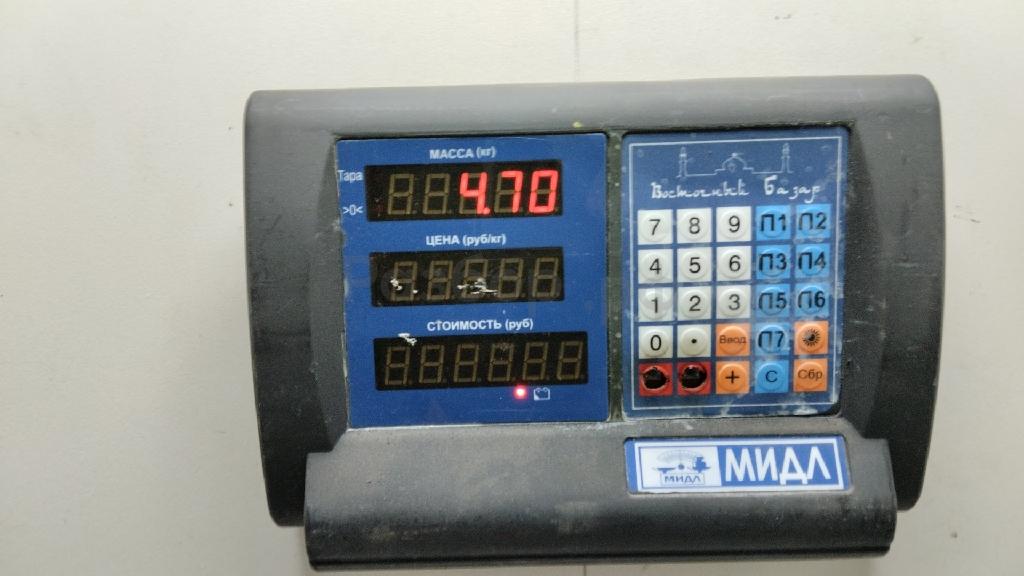 МАССА (кг)
Тара
4.70
>0<
ЦЕНА (руб/кг)
СТОИМОСТЬ (руб)
Восточный Базар
7 8 9 П1 П2
4 5 6 П3 П4
1 2 3 П5 П6
0 • Ввод П7
+ С Сбр
МИДЛ
МИДЛ